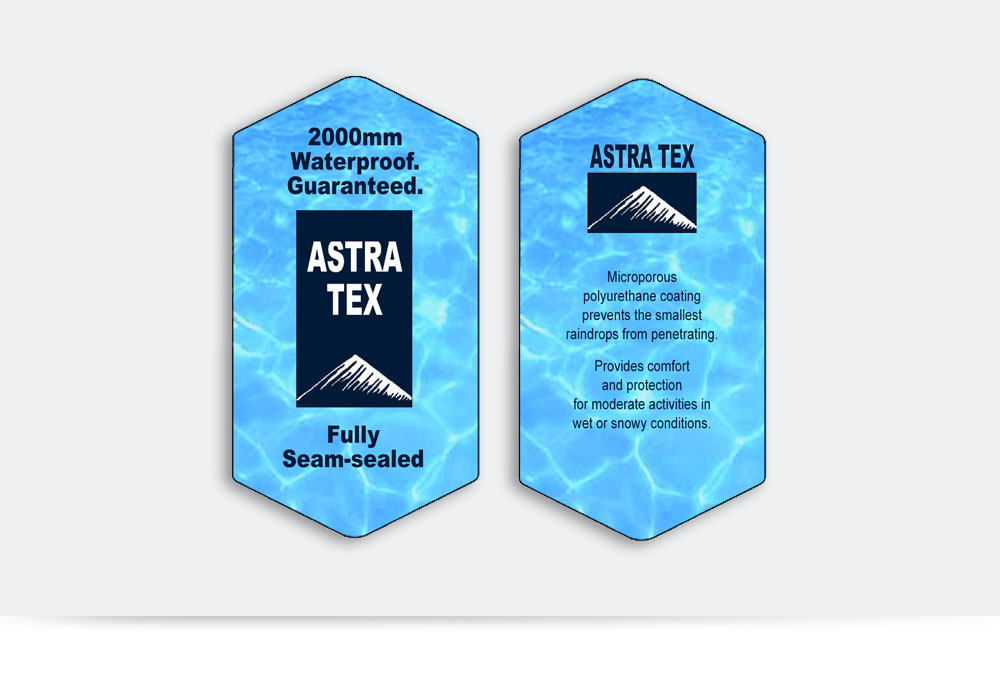 2000mm
Waterproof.
Guaranteed.
ASTRA
TEX
Fully
Seam-sealed
ASTRA TEX
Microporous
polyurethane coating
prevents the smallest
raindrops from penetrating.
Provides comfort
and protection
for moderate activities in
wet or snowy conditions.